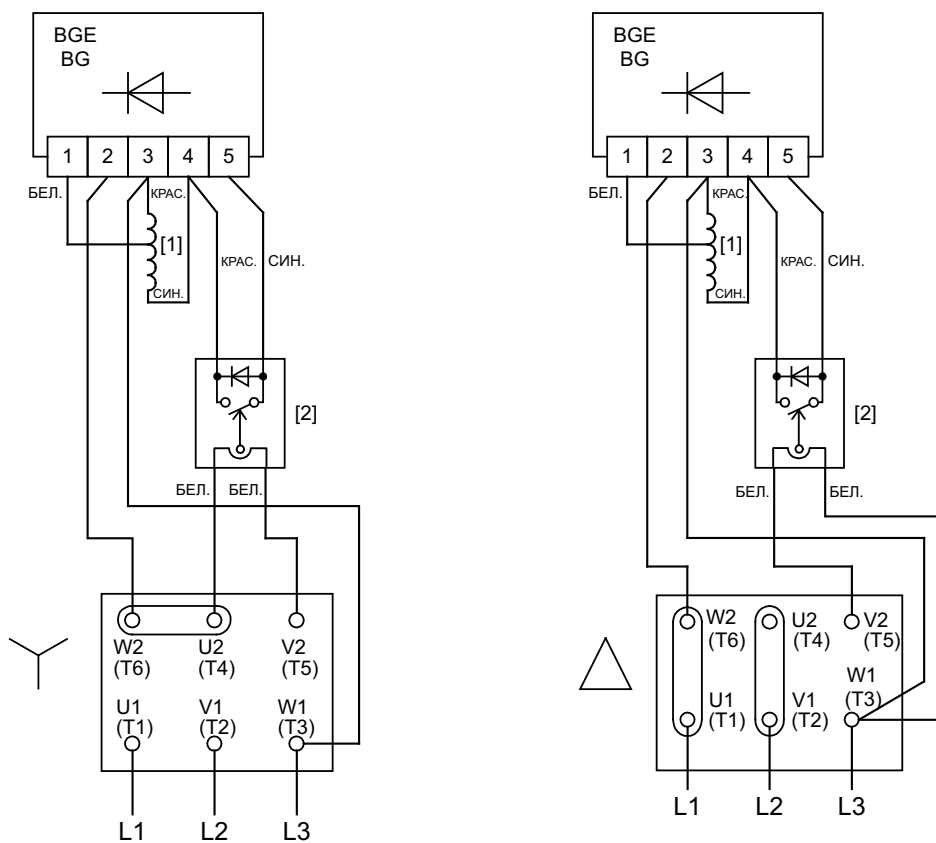 BGE
BG
1 2 3 4 5
БЕЛ.
КРАС.
[1]
КРАС.
СИН.
СИН.
[2]
БЕЛ. БЕЛ.
W2 U2 V2
(T6) (T4) (T5)
U1 V1 W1
(T1) (T2) (T3)
L1 L2 L3
BGE
BG
1 2 3 4 5
БЕЛ.
КРАС.
[1]
КРАС.
СИН.
СИН.
[2]
БЕЛ. БЕЛ.
W2 U2 V2
(T6) (T4) (T5)
W1
U1 V1 (T3)
(T1) (T2)
L1 L2 L3